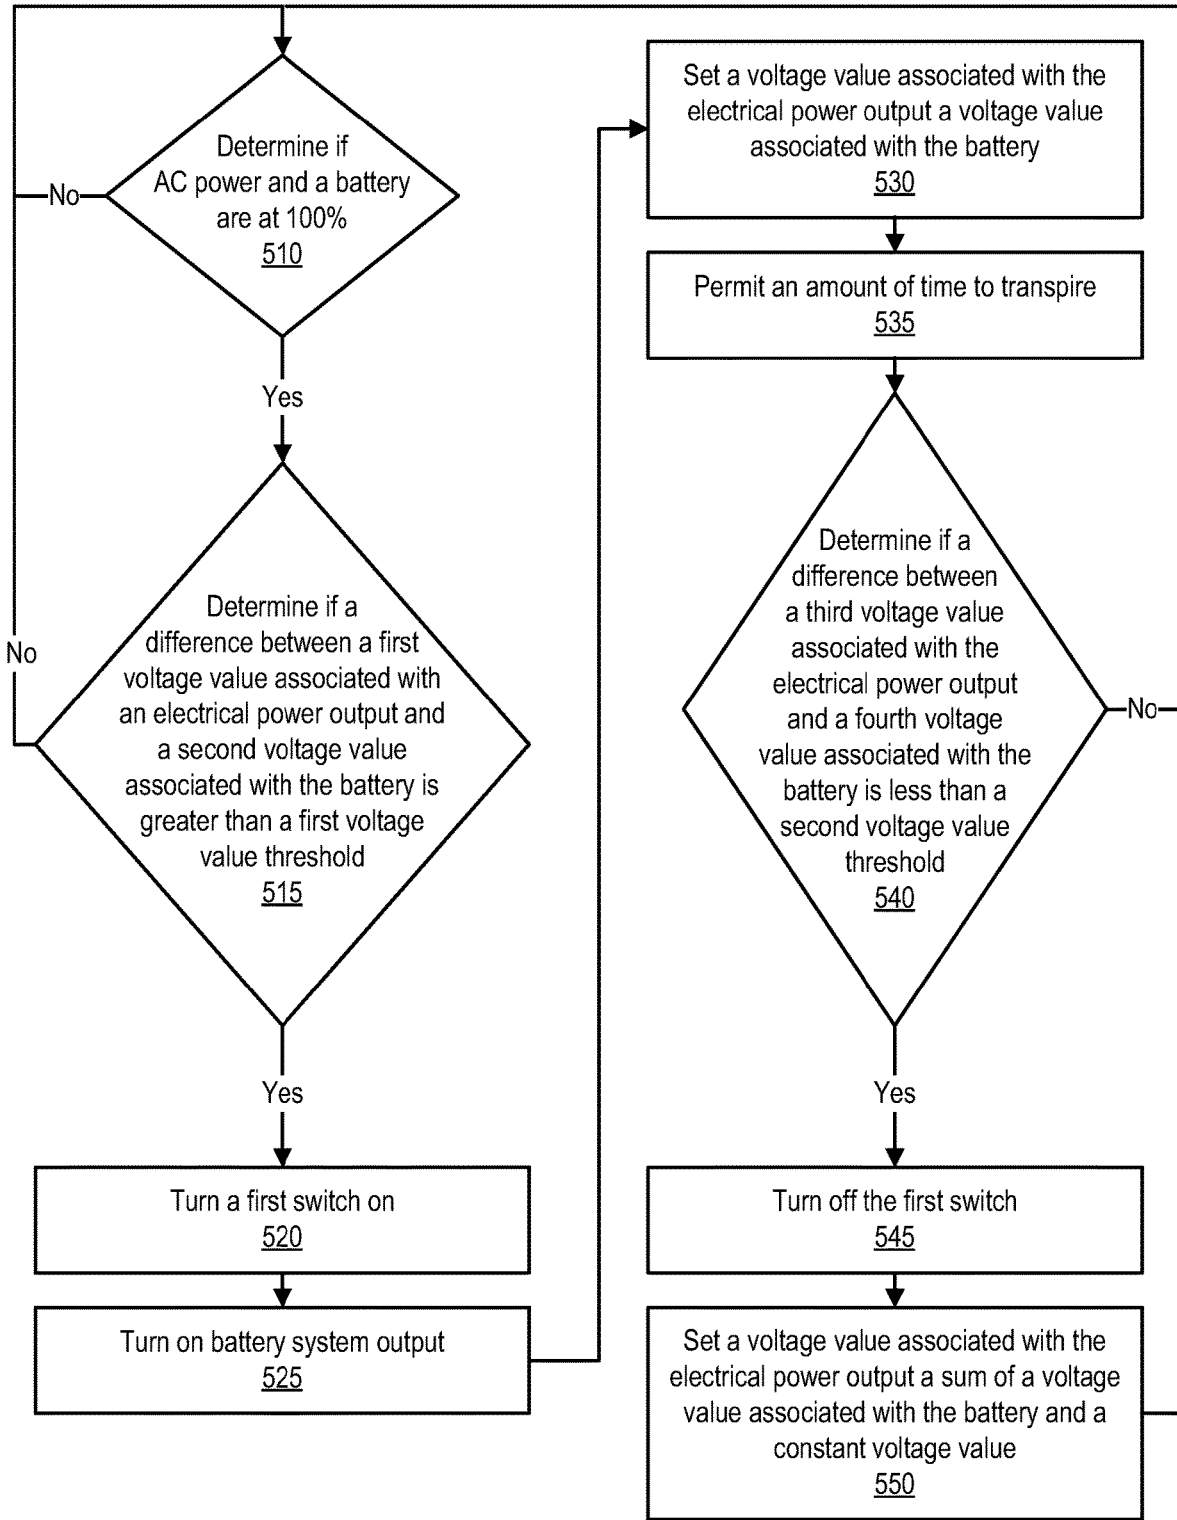 Determine if
AC power and a battery
are at 100%
510
No
Yes
Determine if a
difference between a first
voltage value associated with
an electrical power output and
a second voltage value
associated with the battery is
greater than a first voltage
value threshold
515
No
Yes
Turn a first switch on
520
Turn on battery system output
525
Set a voltage value associated with the
electrical power output a voltage value
associated with the battery
530
Permit an amount of time to transpire
535
Determine if a
difference between
a third voltage value
associated with the
electrical power output
and a fourth voltage
value associated with the
battery is less than a
second voltage value
threshold
540
No
Yes
Turn off the first switch
545
Set a voltage value associated with the
electrical power output a sum of a voltage
value associated with the battery and a
constant voltage value
550